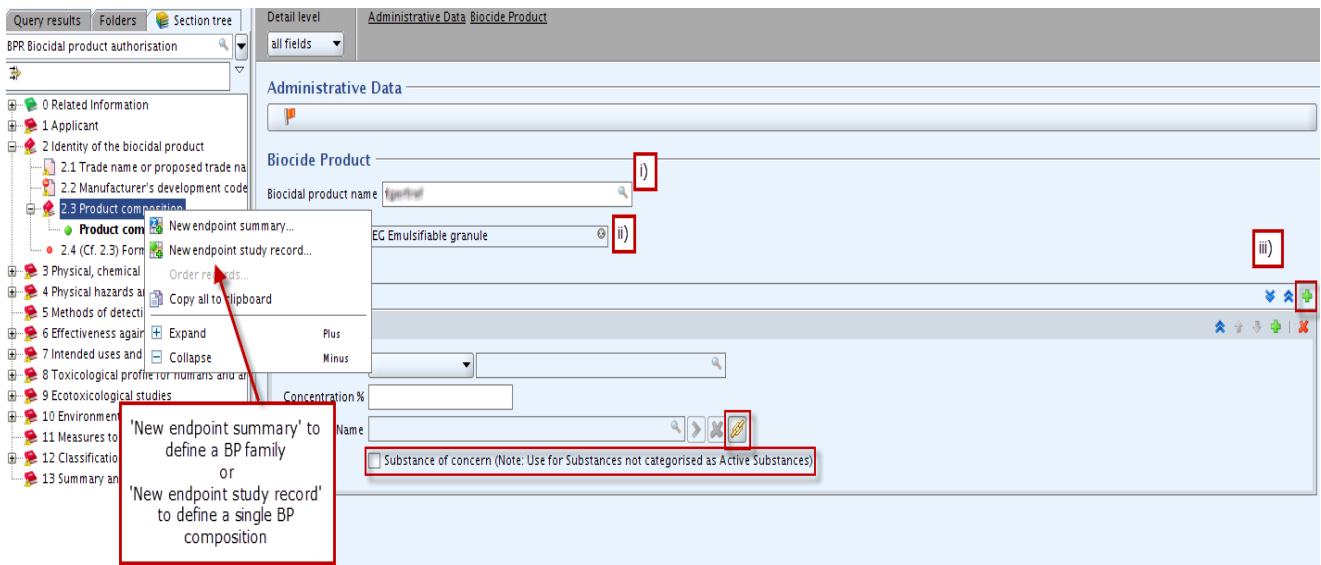 Query results Folders Section tree
BPR Biocidal product authorisation
0 Related Information
1 Applicant
2 Identity of the biocidal product
2.1 Trade name or proposed trade na
2.2 Manufacturer's development code
2.3 Product composition
Product com
2.4 (Cf. 2.3) Form
3 Physical, chemical
4 Physical hazards a
5 Methods of detecti
6 Effectiveness again
7 Intended uses and
8 Toxicological profile for humans and an
9 Ecotoxicological studies
10 Environment
11 Measures to
12 Classificatio
13 Summary an
New endpoint summary...
New endpoint study record...
Order records...
Copy all to clipboard
Expand Plus
Collapse Minus
'New endpoint summary' to
define a BP family
or
'New endpoint study record'
to define a single BP
composition
Detail level
all fields
Administrative Data Biocide Product
Administrative Data
Biocide Product
i)
Biocidal product name
EG Emulsifiable granule
ii)
iii)
Concentration %
Name
Substance of concern (Note: Use for Substances not categorised as Active Substances)